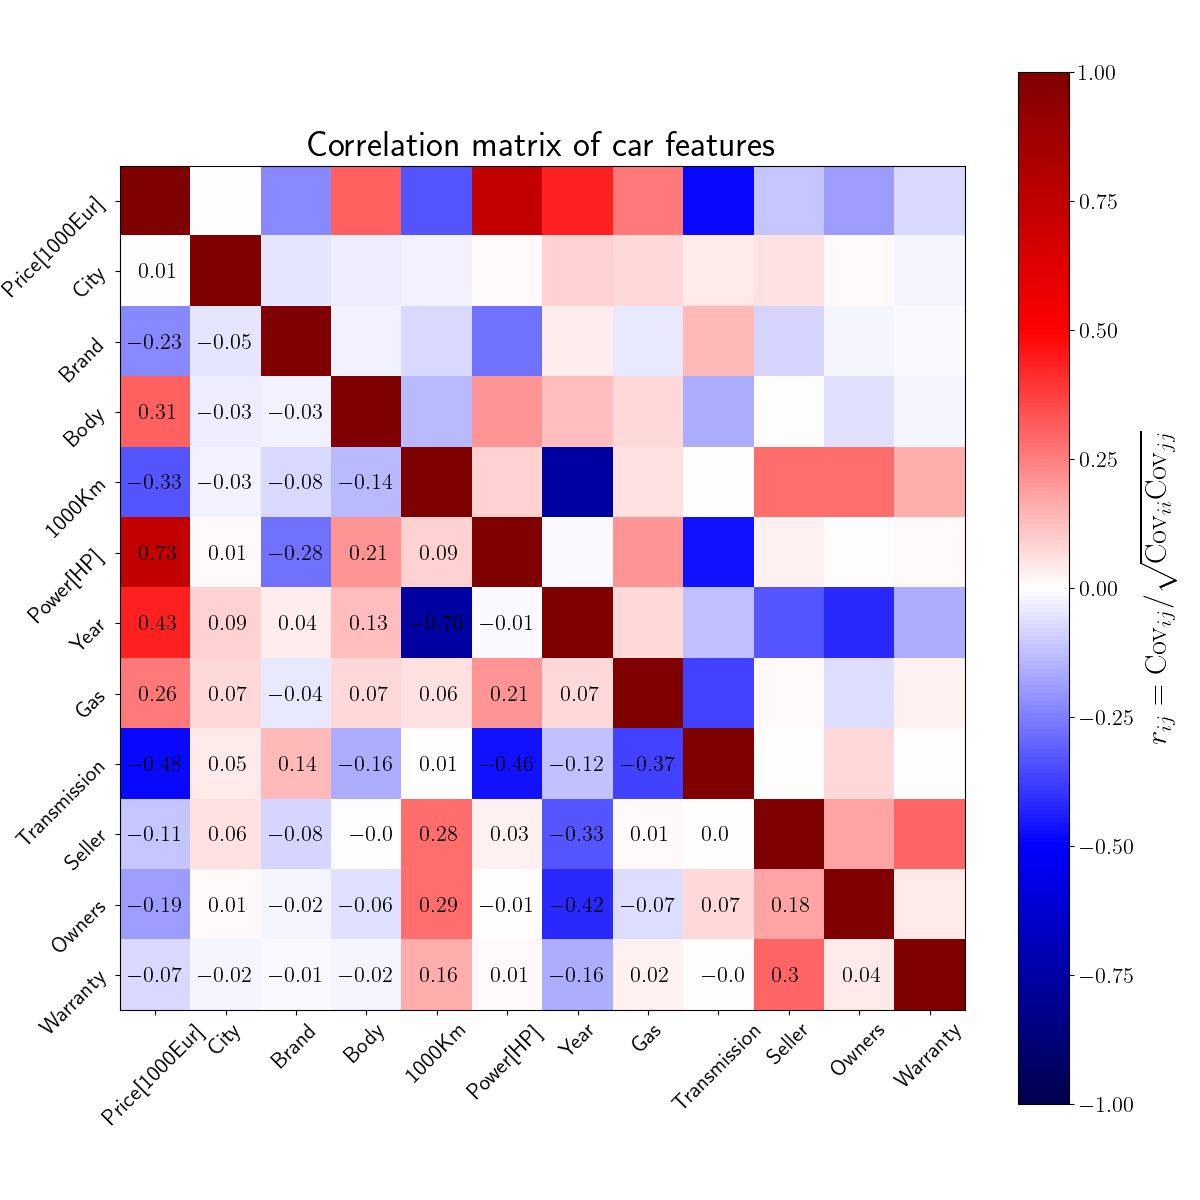 Correlation matrix of car features
Price[1000Eur]
City
0.01
Brand
−0.23 −0.05
Body
0.31 −0.03 −0.03
1000Km
−0.33 −0.03 −0.08 −0.14
Power[HP]
0.73 0.01 −0.28 0.21 0.09
Year
0.43 0.09 0.04 0.13 −0.76 −0.01
Gas
0.26 0.07 −0.04 0.07 0.06 0.21 0.07
Transmission
−0.48 0.05 0.14 −0.16 0.01 −0.46 −0.12 −0.37
Seller
−0.11 0.06 −0.08 −0.0 0.28 0.03 −0.33 0.01 0.0
Owners
−0.19 0.01 −0.02 −0.06 0.29 −0.01 −0.42 −0.07 0.07 0.18
Warranty
−0.07 −0.02 −0.01 −0.02 0.16 0.01 −0.16 0.02 −0.0 0.3 0.04
Price[1000Eur] City Brand Body 1000Km Power[HP] Year Gas Transmission Seller Owners Warranty
1.00
0.75
0.50
0.25
0.00
−0.25
−0.50
−0.75
−1.00
r_{ij} = Cov_{ij}/√Cov_{ii}Cov_{jj}